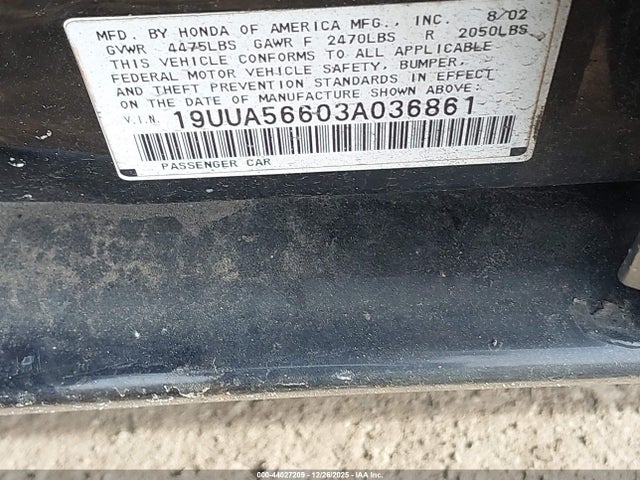 MFD. BY HONDA OF AMERICA MFG., INC. 8/02
GVWR 4475LBS GAWR F 2470LBS R 2050LBS
THIS VEHICLE CONFORMS TO ALL APPLICABLE
FEDERAL MOTOR VEHICLE SAFETY, BUMPER,
AND THEFT PREVENTION STANDARDS IN EFFECT
ON THE DATE OF MANUFACTURE SHOWN ABOVE.
V.I.N. 19UUA56603A036861
PASSENGER CAR
000-44027209 - 12/26/2025 - IAA, Inc.